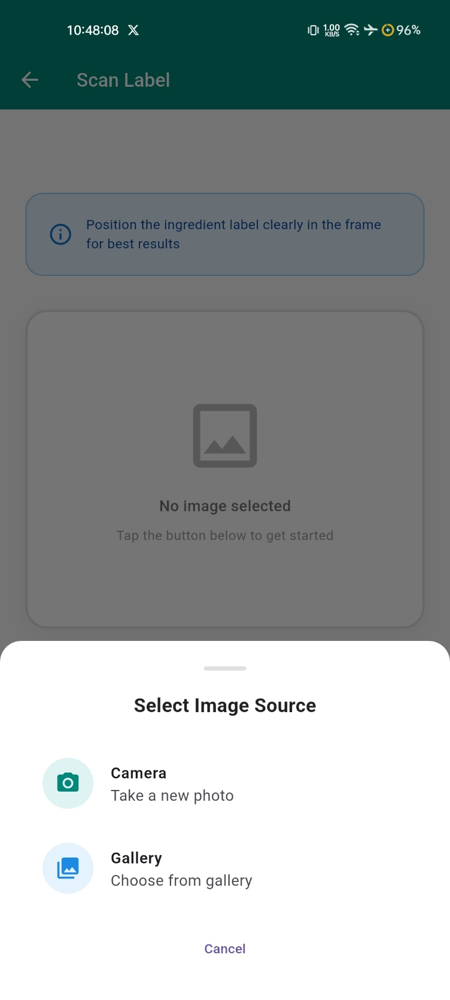 10:48:08 X 1.00 KB/S 96%
Scan Label
Position the ingredient label clearly in the frame
for best results
No image selected
Tap the button below to get started
Select Image Source
Camera
Take a new photo
Gallery
Choose from gallery
Cancel